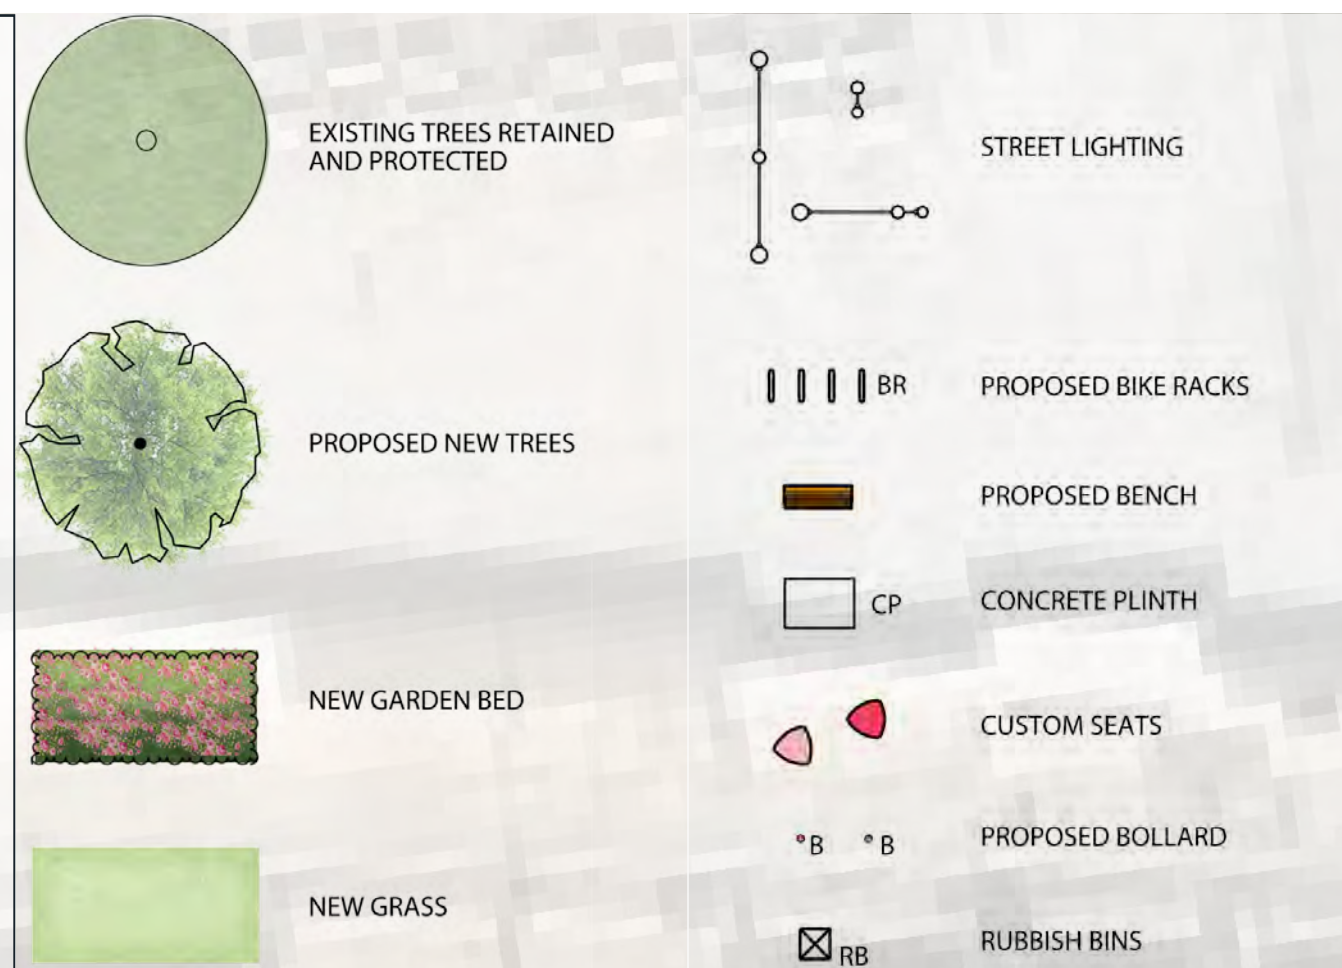 EXISTING TREES RETAINED
AND PROTECTED
PROPOSED NEW TREES
NEW GARDEN BED
NEW GRASS
STREET LIGHTING
BR PROPOSED BIKE RACKS
PROPOSED BENCH
CP CONCRETE PLINTH
CUSTOM SEATS
B B PROPOSED BOLLARD
RB RUBBISH BINS